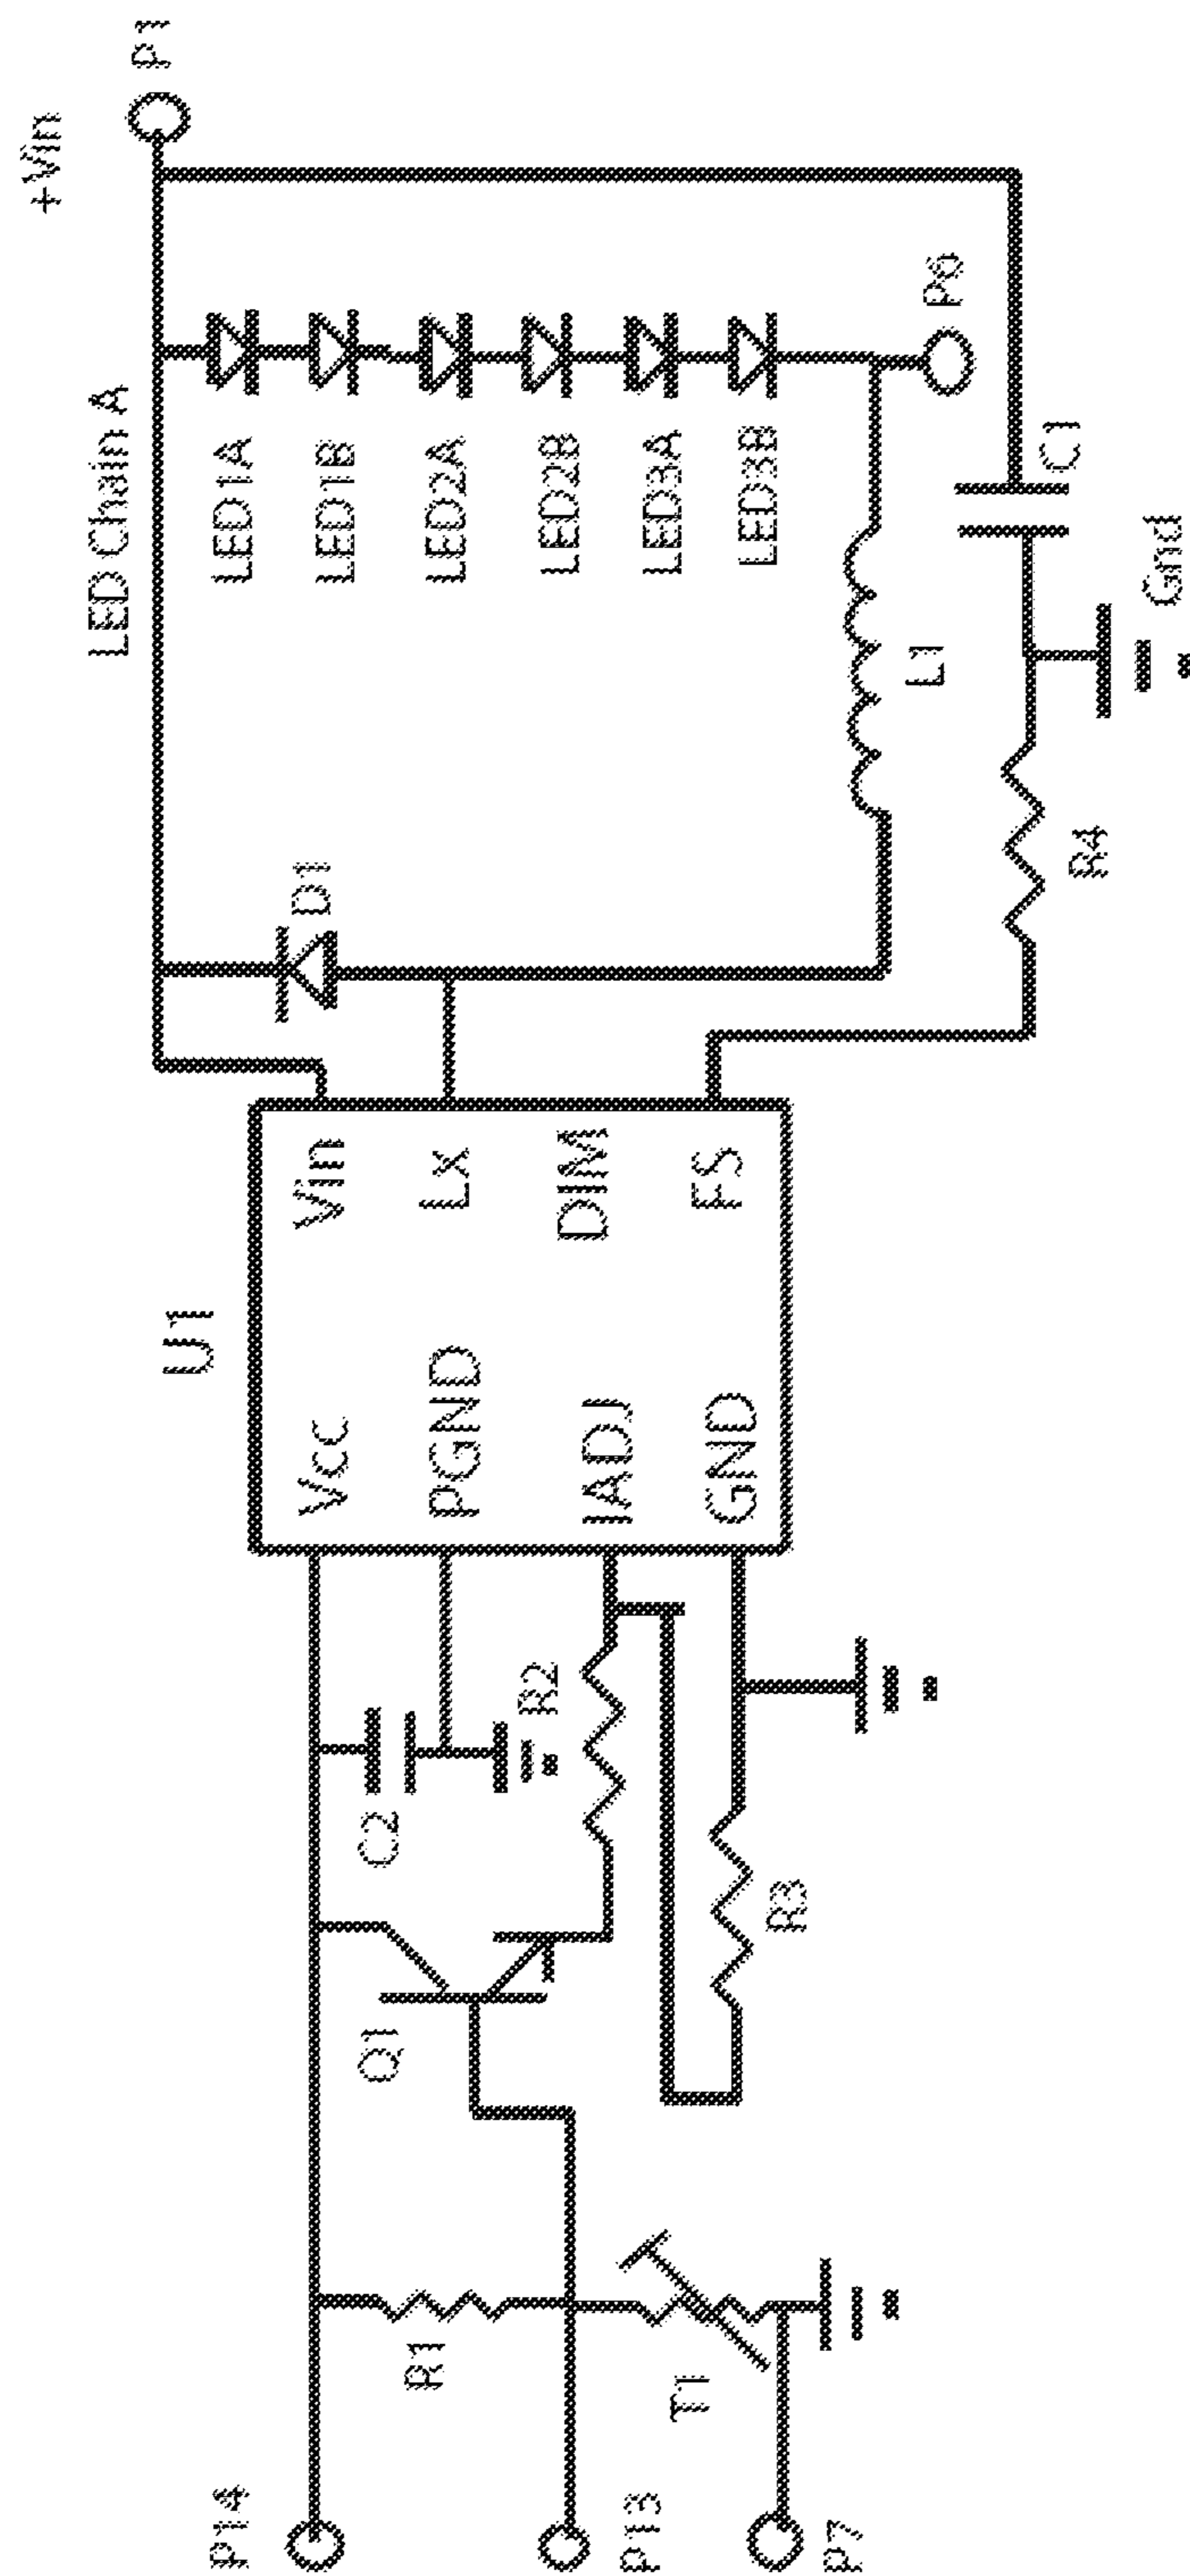 P14
P13
P7
R1
T1
Q1
C2
R2
R3
U1
Vcc
PGND
IADJ
GND
Vin
Lx
DIM
FS
D1
L1
R4
LED Chain A
LED1A
LED1B
LED2A
LED2B
LED3A
LED3B
P6
C1
Gnd
+Vin
P1